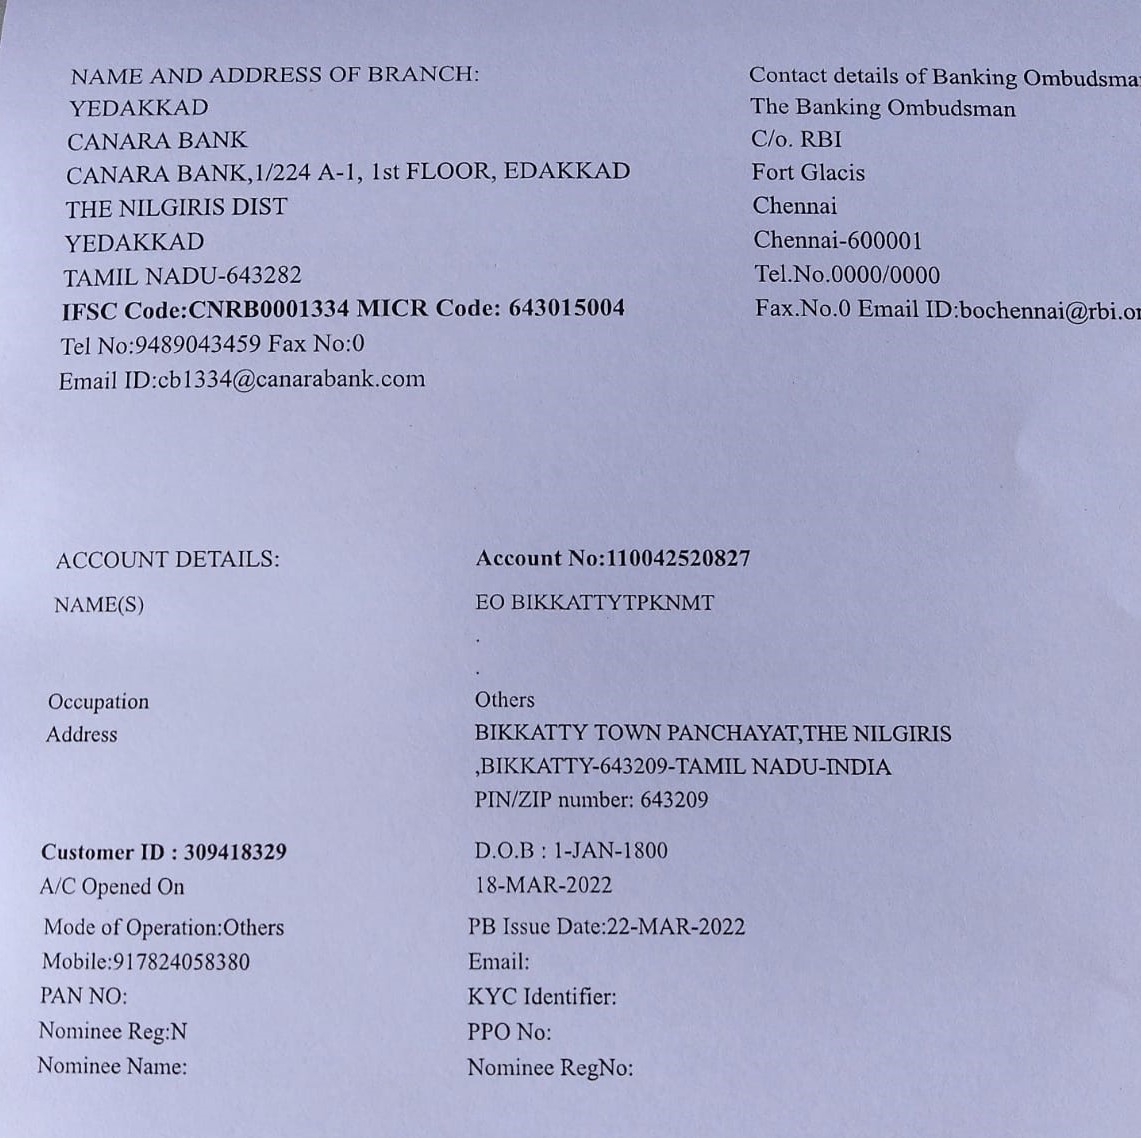 NAME AND ADDRESS OF BRANCH:
YEDAKKAD
CANARA BANK
CANARA BANK,1/224 A-1, 1st FLOOR, EDAKKAD
THE NILGIRIS DIST
YEDAKKAD
TAMIL NADU-643282
IFSC Code:CNRB0001334 MICR Code: 643015004
Tel No:9489043459 Fax No:0
Email ID:cb1334@canarabank.com
Contact details of Banking
The Banking Ombudsman
C/o. RBI
Fort Glacis
Chennai
Chennai-600001
Tel.No.0000/0000
Fax.No.0 Email
ACCOUNT DETAILS: Account No:110042520827
NAME(S) EO BIKKATTYTPKNMT
.
.
Occupation Others
Address BIKKATTY TOWN PANCHAYAT,THE NILGIRIS
,BIKKATTY-643209-TAMIL NADU-INDIA
PIN/ZIP number: 643209
Customer ID : 309418329 D.O.B : 1-JAN-1800
A/C Opened On 18-MAR-2022
Mode of Operation:Others PB Issue Date:22-MAR-2022
Mobile:917824058380 Email:
PAN NO: KYC Identifier:
Nominee Reg:N PPO No:
Nominee Name: Nominee RegNo: